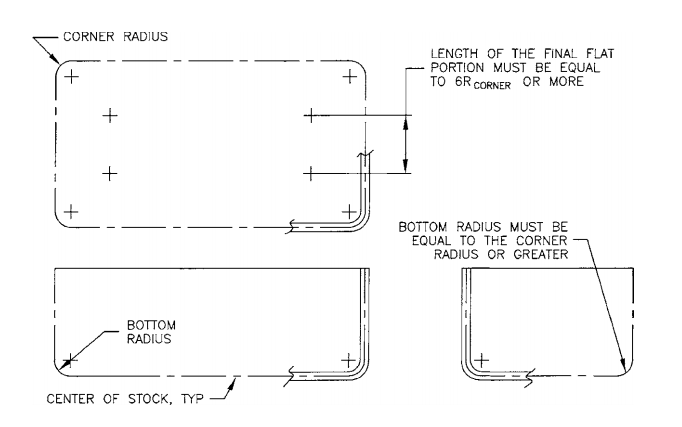 CORNER RADIUS
LENGTH OF THE FINAL FLAT
PORTION MUST BE EQUAL
TO 6R CORNER OR MORE
BOTTOM RADIUS MUST BE
EQUAL TO THE CORNER
RADIUS OR GREATER
BOTTOM
RADIUS
CENTER OF STOCK, TYP